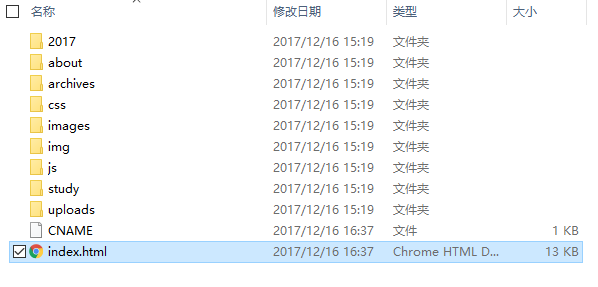 名称 修改日期 类型 大小
2017 2017/12/16 15:19 文件夹
about 2017/12/16 15:19 文件夹
archives 2017/12/16 15:19 文件夹
css 2017/12/16 15:19 文件夹
images 2017/12/16 15:19 文件夹
img 2017/12/16 15:19 文件夹
js 2017/12/16 15:19 文件夹
study 2017/12/16 15:19 文件夹
uploads 2017/12/16 15:19 文件夹
CNAME 2017/12/16 16:37 文件 1 KB
index.html 2017/12/16 16:37 Chrome HTML D... 13 KB